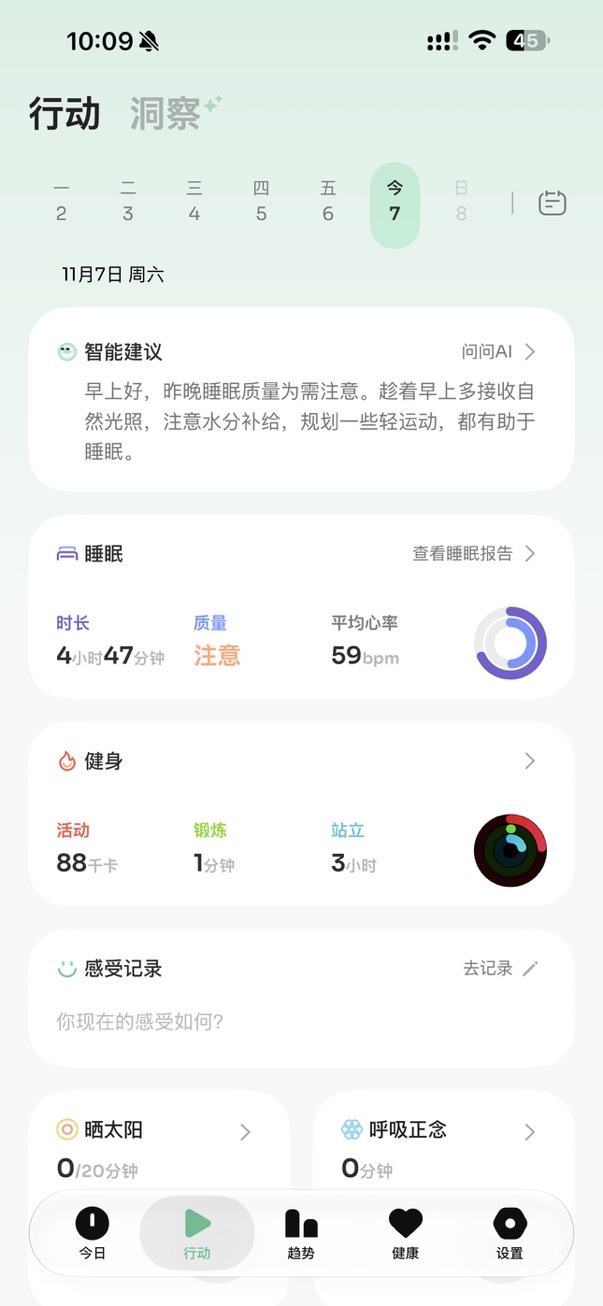 10:09
45
行动 洞察
一 二 三 四 五 今 日
2 3 4 5 6 7 8
11月7日 周六
智能建议 问问AI
早上好，昨晚睡眠质量为需注意。趁着早上多接收自
然光照，注意水分补给，规划一些轻运动，都有助于
睡眠。
睡眠 查看睡眠报告
时长 质量 平均心率
4小时47分钟 注意 59bpm
健身
活动 锻炼 站立
88千卡 1分钟 3小时
感受记录 去记录
你现在的感受如何?
晒太阳 呼吸正念
0/20分钟 0分钟
今日 行动 趋势 健康 设置